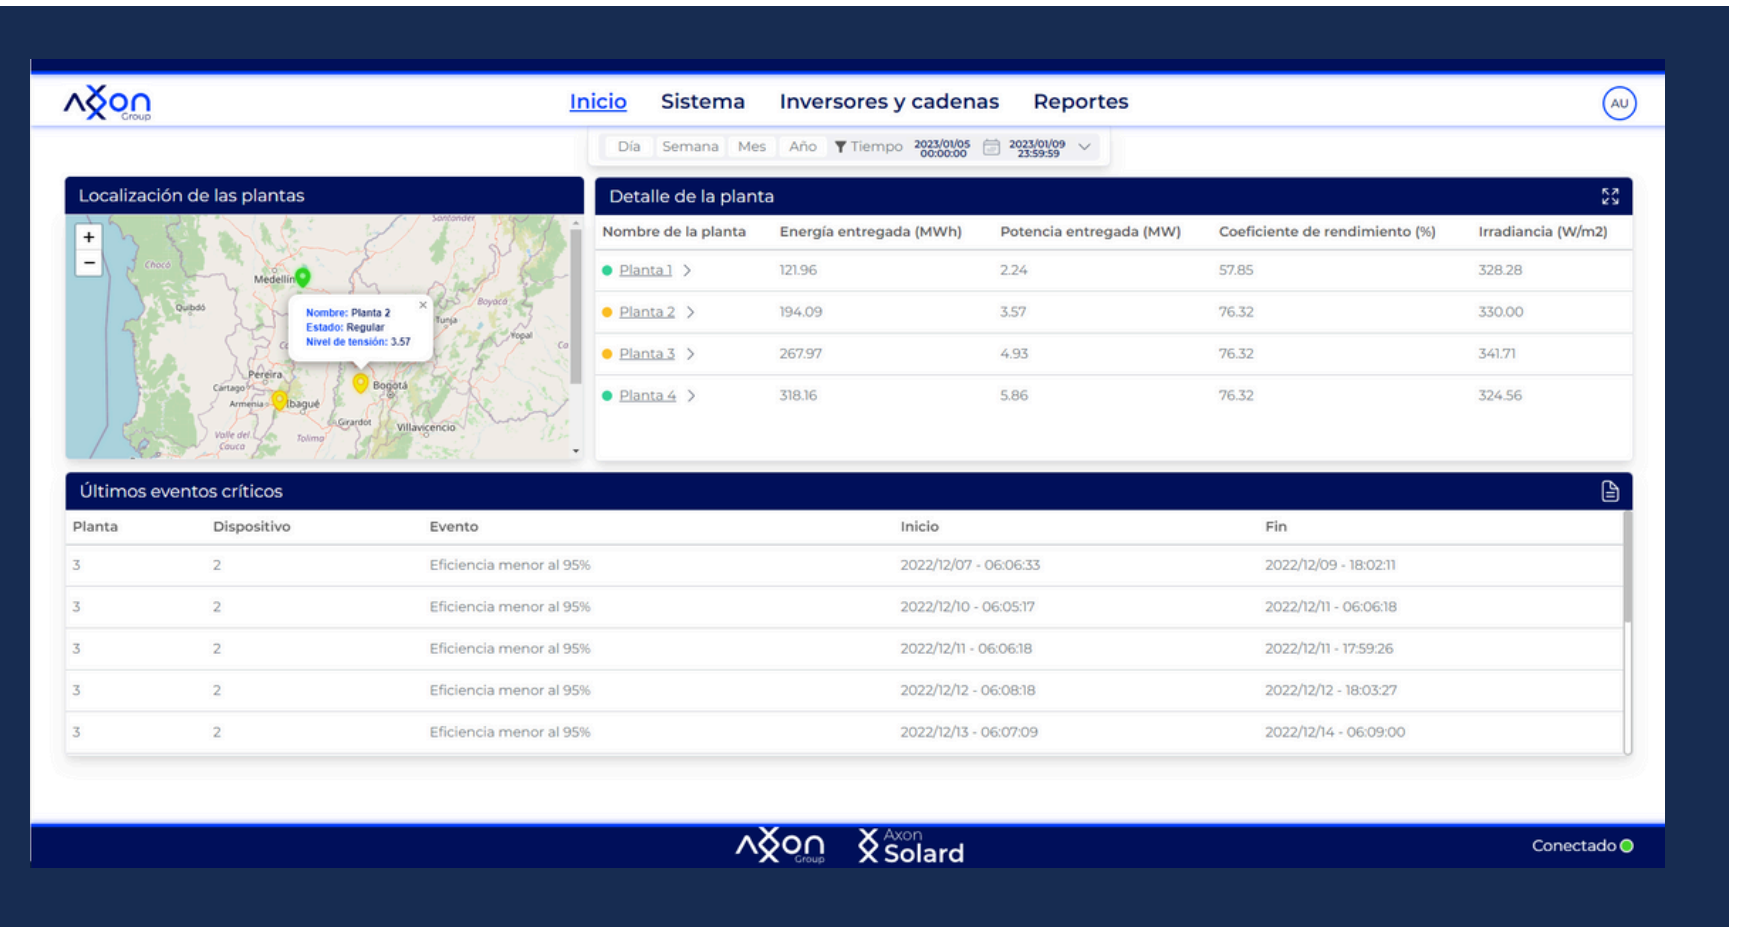 Axon
Group
Inicio Sistema Inversores y cadenas Reportes
AU
Día Semana Mes Año Tiempo 2023/01/05 00:00:00 2023/01/09 23:59:59
Localización de las plantas
+
−
Santander
Chocó
Medellín
Quibdó
Boyacá
Tunja
Yopal
Ca
Nombre: Planta 2
Estado: Regular
Nivel de tensión: 3.57
×
Pereira
Cartago
Bogotá
Armenia
Ibagué
Girardot
Villavicencio
Valle del Cauca
Tolima
Detalle de la planta
Nombre de la planta Energía entregada (MWh) Potencia entregada (MW) Coeficiente de rendimiento (%) Irradiancia (W/m2)
Planta 1 > 121.96 2.24 57.85 328.28
Planta 2 > 194.09 3.57 76.32 330.00
Planta 3 > 267.97 4.93 76.32 341.71
Planta 4 > 318.16 5.86 76.32 324.56
Últimos eventos críticos
Planta Dispositivo Evento Inicio Fin
3 2 Eficiencia menor al 95% 2022/12/07 - 06:06:33 2022/12/09 - 18:02:11
3 2 Eficiencia menor al 95% 2022/12/10 - 06:05:17 2022/12/11 - 06:06:18
3 2 Eficiencia menor al 95% 2022/12/11 - 06:06:18 2022/12/11 - 17:59:26
3 2 Eficiencia menor al 95% 2022/12/12 - 06:08:18 2022/12/12 - 18:03:27
3 2 Eficiencia menor al 95% 2022/12/13 - 06:07:09 2022/12/14 - 06:09:00
Axon
Group
Axon
Solard
Conectado